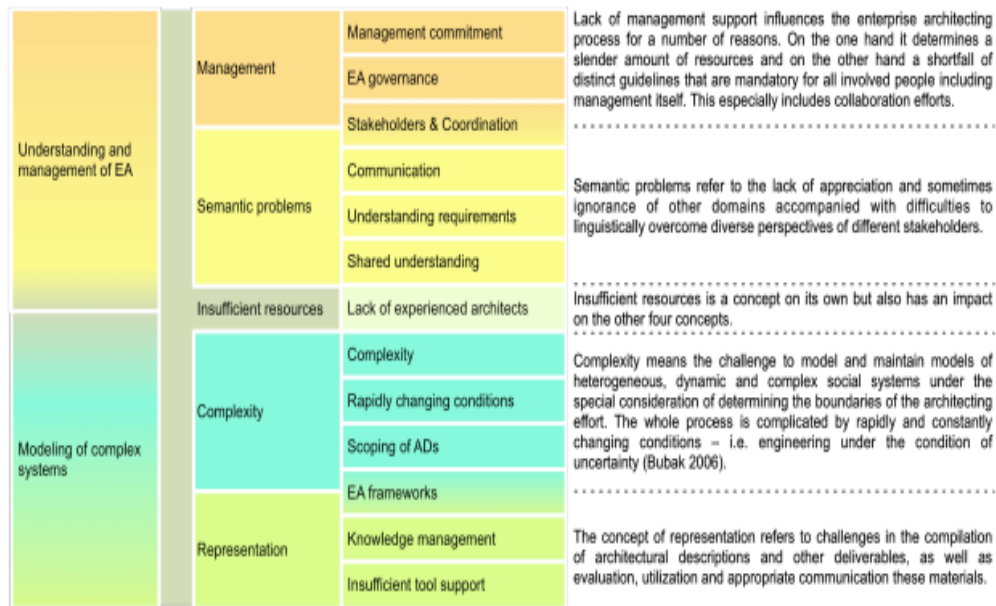 Understanding and
management of EA
Modeling of complex
systems
Management
Semantic problems
Insufficient resources
Complexity
Representation
Management commitment
EA governance
Stakeholders & Coordination
Communication
Understanding requirements
Shared understanding
Lack of experienced architects
Complexity
Rapidly changing conditions
Scoping of ADs
EA frameworks
Knowledge management
Insufficient tool support
Lack of management support influences the enterprise architecting
process for a number of reasons. On the one hand it determines a
slender amount of resources and on the other hand a shortfall of
distinct guidelines that are mandatory for all involved people including
management itself. This especially includes collaboration efforts.
Semantic problems refer to the lack of appreciation and sometimes
ignorance of other domains accompanied with difficulties to
linguistically overcome diverse perspectives of different stakeholders.
Insufficient resources is a concept on its own but also has an impact
on the other four concepts.
Complexity means the challenge to model and maintain models of
heterogeneous, dynamic and complex social systems under the
special consideration of determining the boundaries of the architecting
effort. The whole process is complicated by rapidly and constantly
changing conditions – i.e. engineering under the condition of
uncertainty (Bubak 2006).
The concept of representation refers to challenges in the compilation
of architectural descriptions and other deliverables, as well as
evaluation, utilization and appropriate communication these materials.